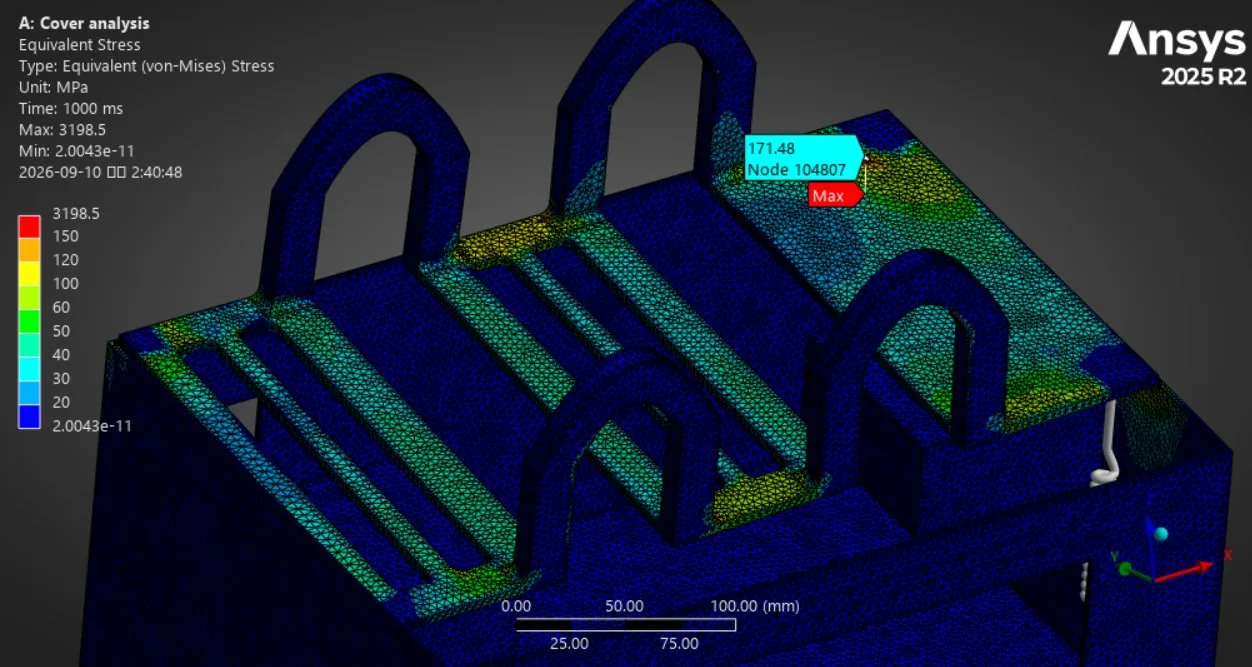 A: Cover analysis
Equivalent Stress
Type: Equivalent (von-Mises) Stress
Unit: MPa
Time: 1000 ms
Max: 3198.5
Min: 2.0043e-11
2026-09-10 2:40:48
3198.5
150
120
100
60
50
40
30
20
2.0043e-11
Ansys
2025 R2
171.48
Node 104807
Max
0.00 50.00 100.00 (mm)
25.00 75.00
Y
X